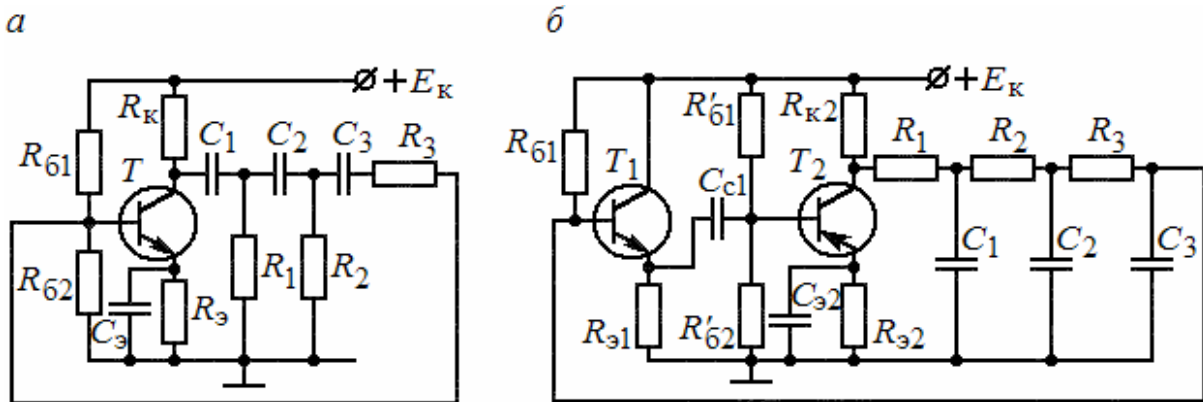 а
+Eк
Rк
C1 C2 C3 R3
Rб1
T
Rб2
R1 R2
Cэ
Rэ
б
+Eк
R′б1 Rк2
Rб1
T1
Cс1
T2
R1 R2 R3
C1 C2 C3
Rэ1
R′б2
Cэ2
Rэ2